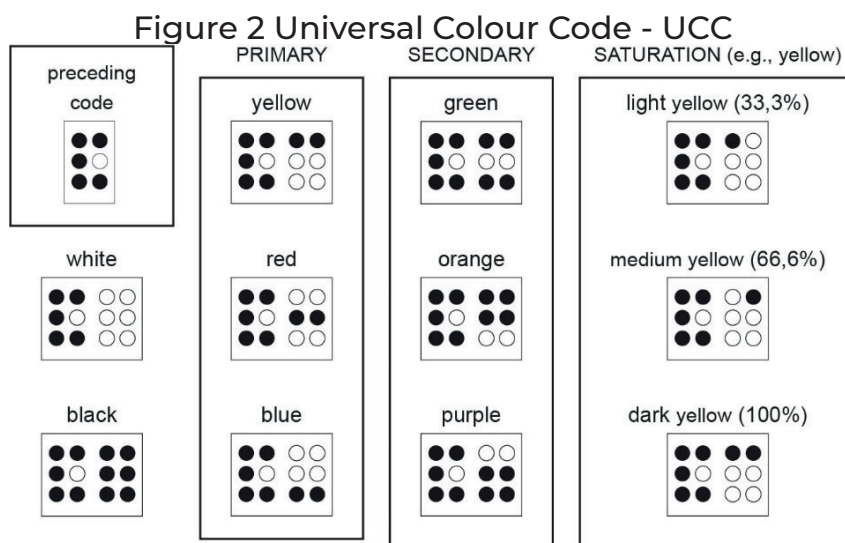 Figure 2 Universal Colour Code - UCC
PRIMARY SECONDARY SATURATION (e.g., yellow)
preceding
code
yellow green light yellow (33,3%)
white red orange medium yellow (66,6%)
black blue purple dark yellow (100%)